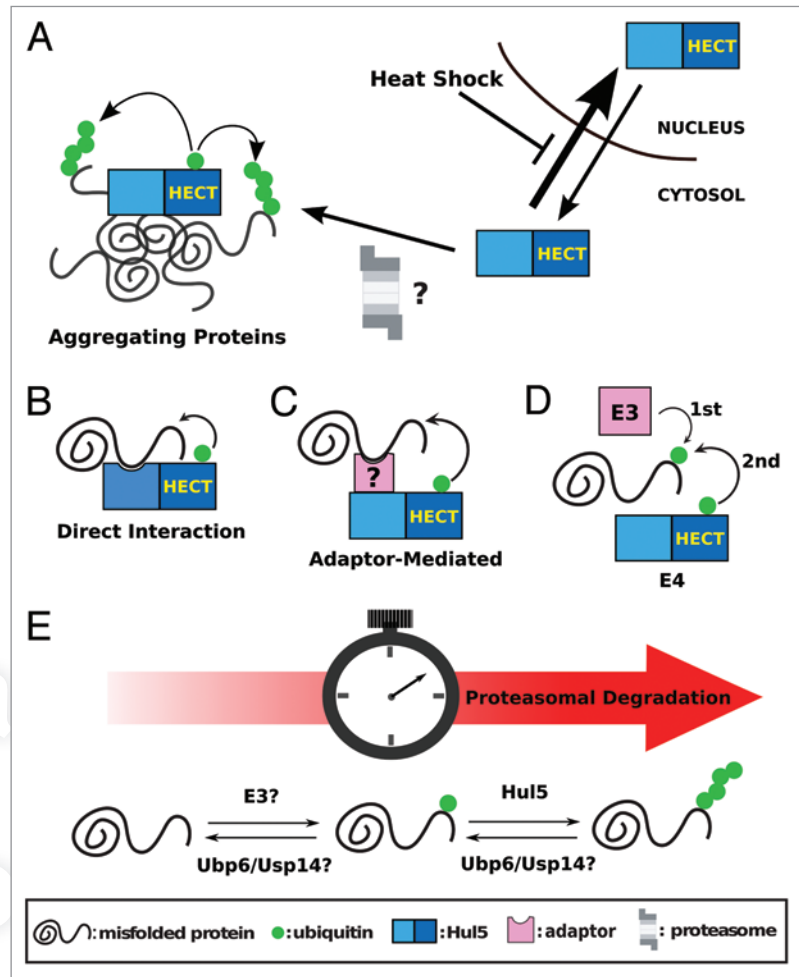 A
Heat Shock
HECT
NUCLEUS
CYTOSOL
HECT
HECT
?
Aggregating Proteins
B
HECT
Direct Interaction
C
?
HECT
Adaptor-Mediated
D
E3
1st
2nd
HECT
E4
E
Proteasomal Degradation
E3?
Hul5
Ubp6/Usp14?
Ubp6/Usp14?
:misfolded protein :ubiquitin :Hul5 :adaptor : proteasome